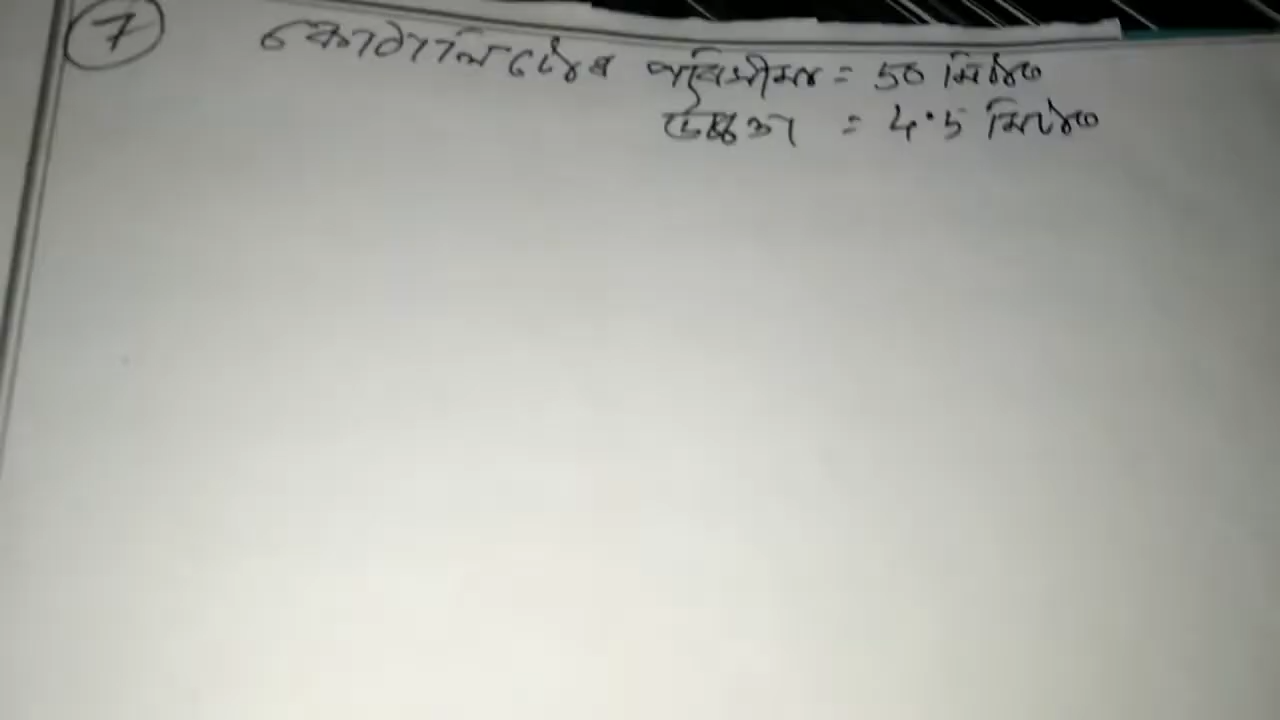 7 কোঠালিটোৰ পৰিসীমা = 50 মিটাৰ
উচ্চতা = 4.5 মিটাৰ